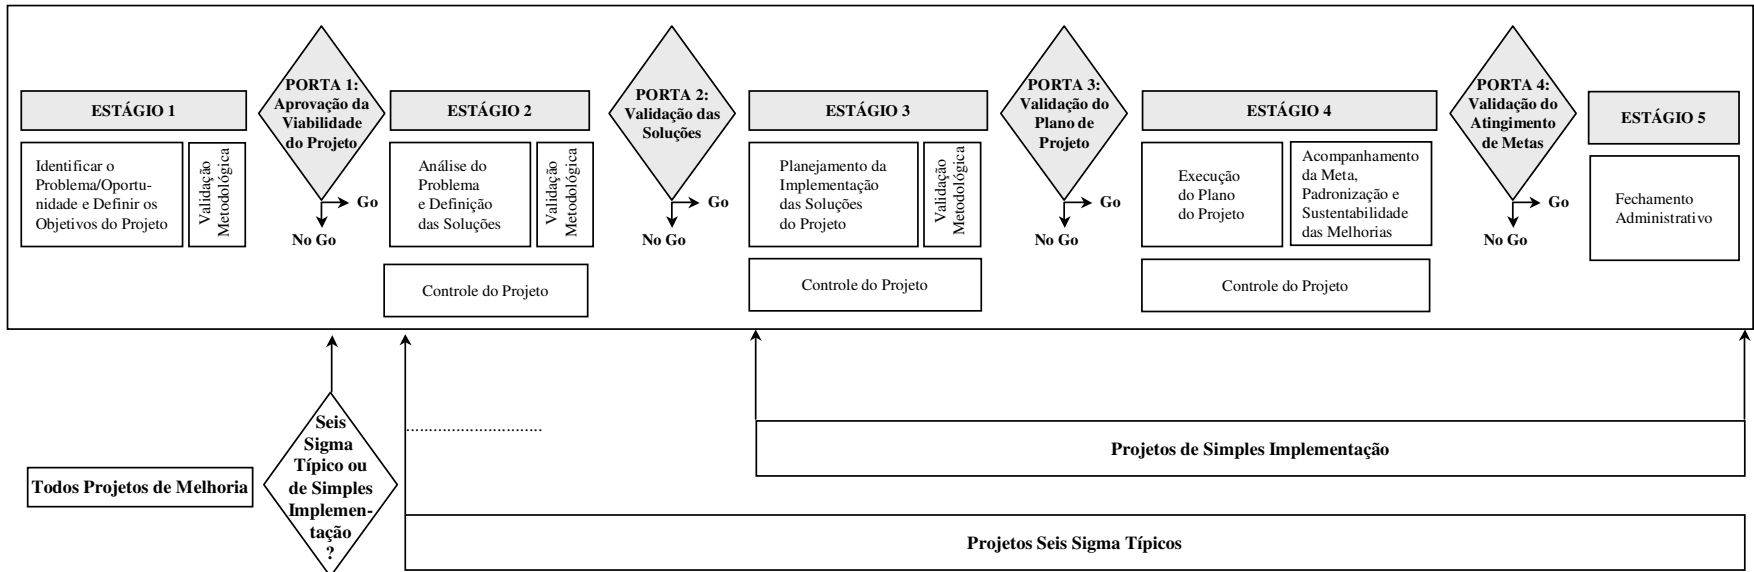 ESTÁGIO 1
Identificar o
Problema/Oportu-
nidade e Definir os
Objetivos do Projeto
Validação
Metodológica
PORTA 1:
Aprovação da
Viabilidade
do Projeto
Go
No Go
ESTÁGIO 2
Análise do
Problema
e Definição
das Soluções
Validação
Metodológica
Controle do Projeto
PORTA 2:
Validação das
Soluções
Go
No Go
ESTÁGIO 3
Planejamento da
Implementação
das Soluções
do Projeto
Validação
Metodológica
Controle do Projeto
PORTA 3:
Validação do
Plano de
Projeto
Go
No Go
ESTÁGIO 4
Execução
do Plano
do Projeto
Acompanhamento
da Meta,
Padronização e
Sustentabilidade
das Melhorias
Controle do Projeto
PORTA 4:
Validação do
Atingimento
de Metas
Go
No Go
ESTÁGIO 5
Fechamento
Administrativo
Todos Projetos de Melhoria
Seis
Sigma
Típico ou
de Simples
Implemen-
tação
?
Projetos de Simples Implementação
Projetos Seis Sigma Típicos